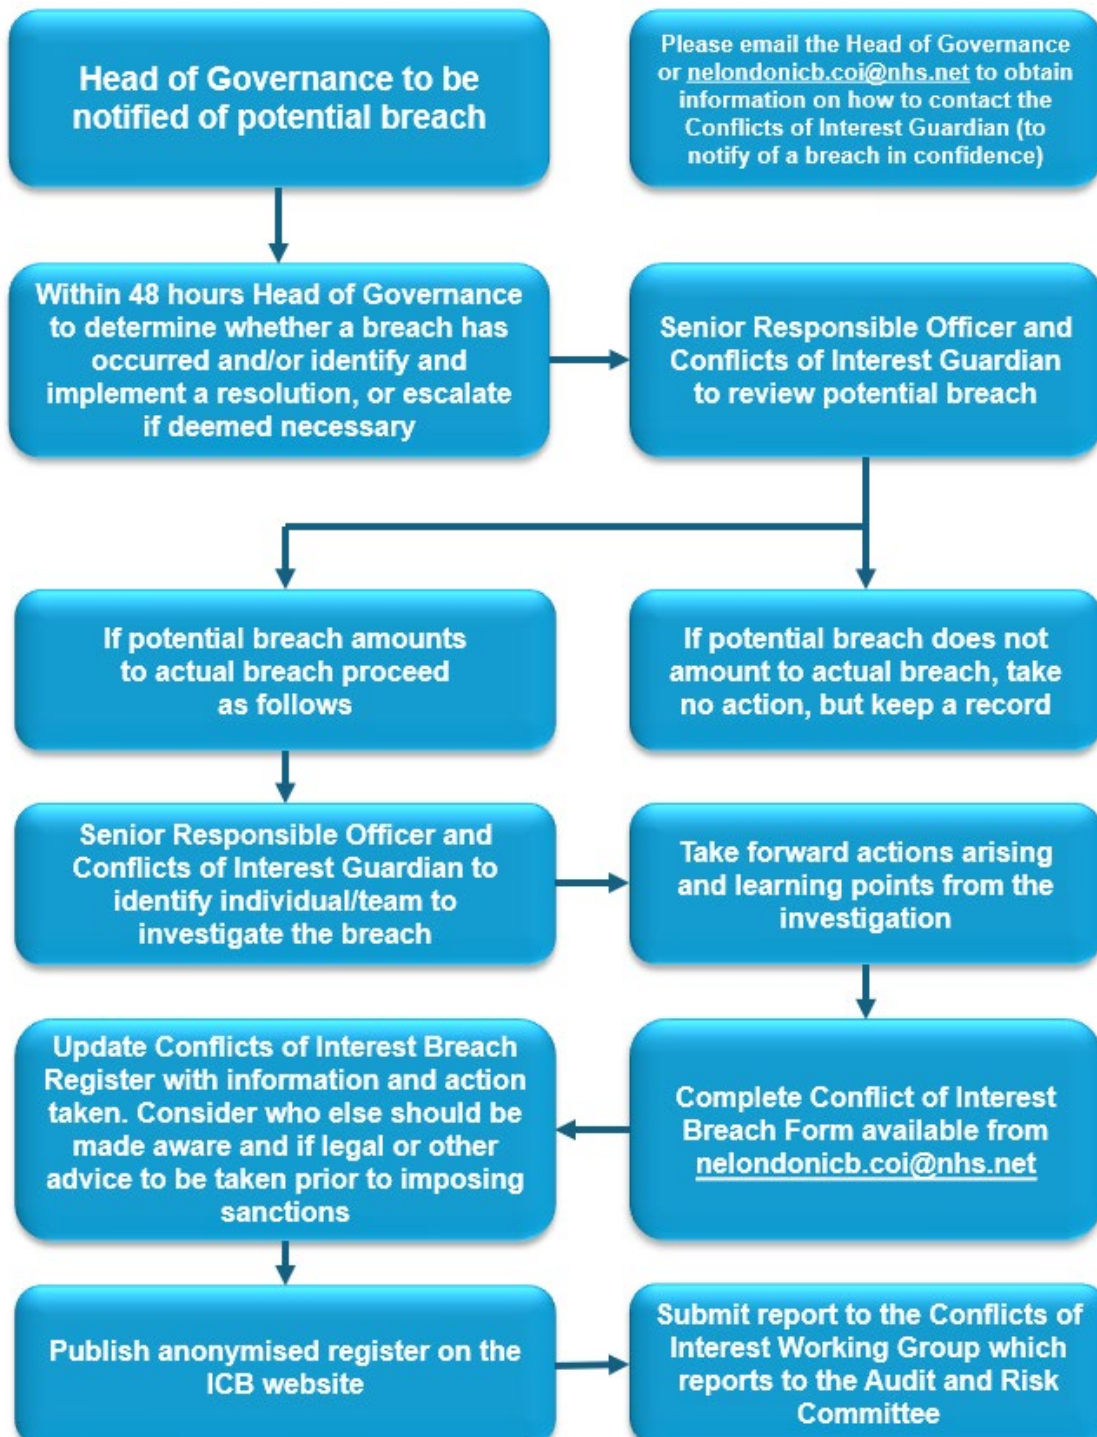 Head of Governance to be
notified of potential breach
Please email the Head of Governance
or nelondonicb.coi@nhs.net to obtain
information on how to contact the
Conflicts of Interest Guardian (to
notify of a breach in confidence)
Within 48 hours Head of Governance
to determine whether a breach has
occurred and/or identify and
implement a resolution, or escalate
if deemed necessary
Senior Responsible Officer and
Conflicts of Interest Guardian
to review potential breach
If potential breach amounts
to actual breach proceed
as follows
If potential breach does not
amount to actual breach, take
no action, but keep a record
Senior Responsible Officer and
Conflicts of Interest Guardian to
identify individual/team to
investigate the breach
Take forward actions arising
and learning points from the
investigation
Update Conflicts of Interest Breach
Register with information and action
taken. Consider who else should be
made aware and if legal or other
advice to be taken prior to imposing
sanctions
Complete Conflict of Interest
Breach Form available from
nelondonicb.coi@nhs.net
Publish anonymised register on the
ICB website
Submit report to the Conflicts of
Interest Working Group which
reports to the Audit and Risk
Committee